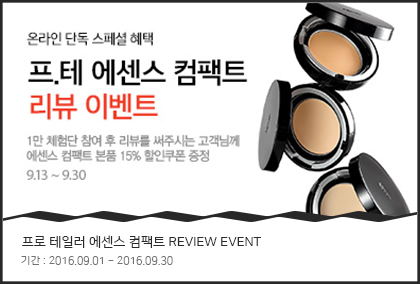 온라인 단독 스페셜 혜택
프.테 에센스 컴팩트
리뷰 이벤트
1만 체험단 참여 후 리뷰를 써주시는 고객님께
에센스 컴팩트 본품 15% 할인쿠폰 증정
9.13 ~ 9.30
프로 테일러 에센스 컴팩트 REVIEW EVENT
기간 : 2016.09.01 - 2016.09.30